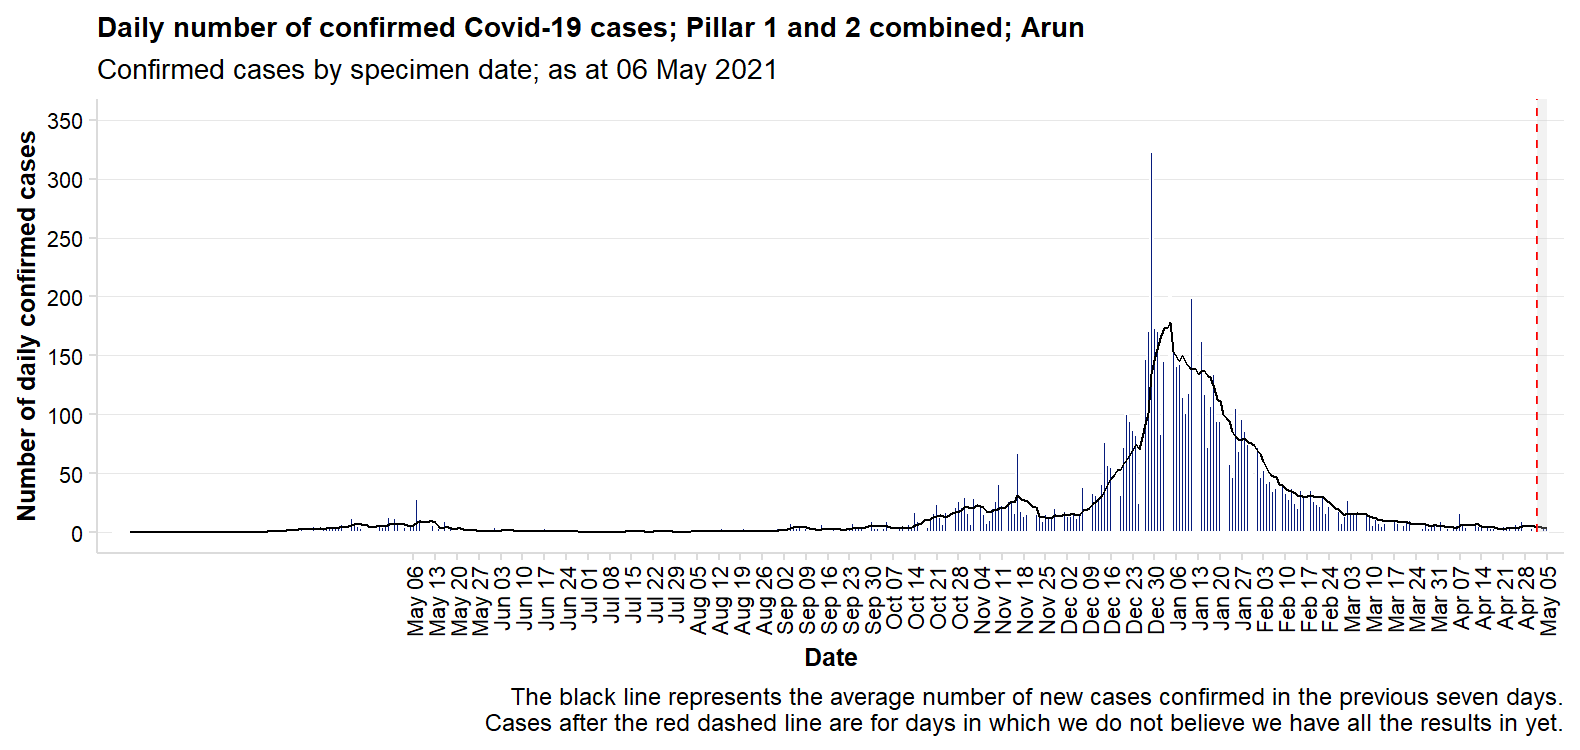 Daily number of confirmed Covid-19 cases; Pillar 1 and 2 combined; Arun
Confirmed cases by specimen date; as at 06 May 2021
Number of daily confirmed cases
350
300
250
200
150
100
50
0
May 06
May 13
May 20
May 27
Jun 03
Jun 10
Jun 17
Jun 24
Jul 01
Jul 08
Jul 15
Jul 22
Jul 29
Aug 05
Aug 12
Aug 19
Aug 26
Sep 02
Sep 09
Sep 16
Sep 23
Sep 30
Oct 07
Oct 14
Oct 21
Oct 28
Nov 04
Nov 11
Nov 18
Nov 25
Dec 02
Dec 09
Dec 16
Dec 23
Dec 30
Jan 06
Jan 13
Jan 20
Jan 27
Feb 03
Feb 10
Feb 17
Feb 24
Mar 03
Mar 10
Mar 17
Mar 24
Mar 31
Apr 07
Apr 14
Apr 21
Apr 28
May 05
Date
The black line represents the average number of new cases confirmed in the previous seven days.
Cases after the red dashed line are for days in which we do not believe we have all the results in yet.